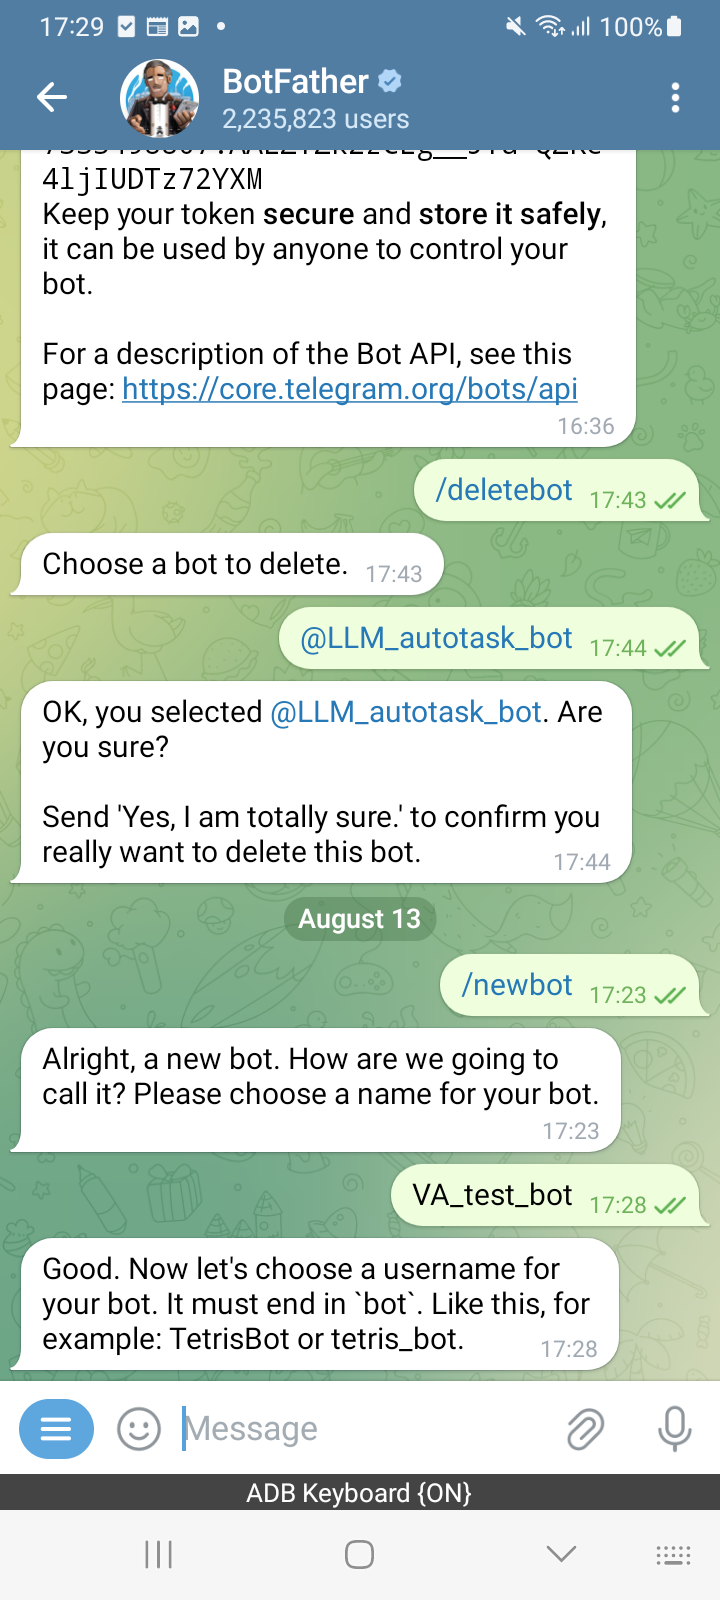 17:29
100%
BotFather
2,235,823 users
4ljIUDTz72YXM
Keep your token secure and store it safely,
it can be used by anyone to control your
bot.
For a description of the Bot API, see this
page: https://core.telegram.org/bots/api
16:36
/deletebot 17:43
Choose a bot to delete. 17:43
@LLM_autotask_bot 17:44
OK, you selected @LLM_autotask_bot. Are
you sure?
Send 'Yes, I am totally sure.' to confirm you
really want to delete this bot. 17:44
August 13
/newbot 17:23
Alright, a new bot. How are we going to
call it? Please choose a name for your bot.
17:23
VA_test_bot 17:28
Good. Now let's choose a username for
your bot. It must end in `bot`. Like this, for
example: TetrisBot or tetris_bot. 17:28
Message
ADB Keyboard {ON}